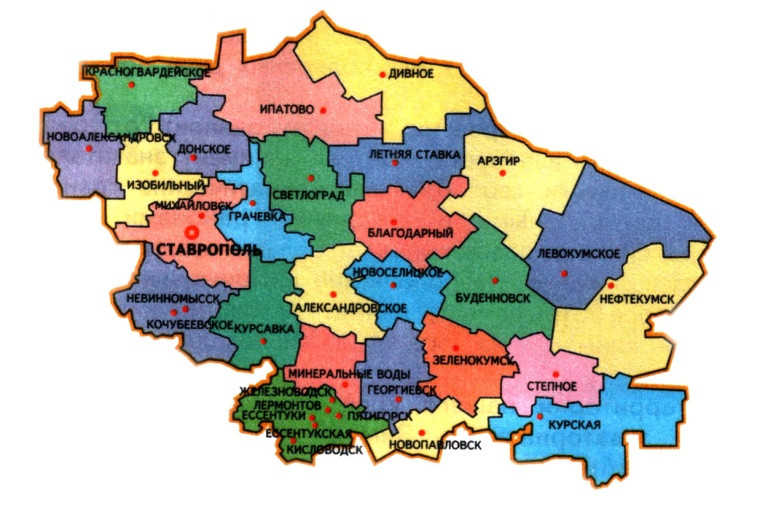 КРАСНОГВАРДЕЙСКОЕ
ДИВНОЕ
ИПАТОВО
НОВОАЛЕКСАНДРОВСК
ДОНСКОЕ
ЛЕТНЯЯ СТАВКА
АРЗГИР
ИЗОБИЛЬНЫЙ
СВЕТЛОГРАД
МИХАЙЛОВСК
ГРАЧЕВКА
БЛАГОДАРНЫЙ
СТАВРОПОЛЬ
ЛЕВОКУМСКОЕ
НОВОСЕЛИЦКОЕ
НЕВИННОМЫССК
БУДЕННОВСК
НЕФТЕКУМСК
АЛЕКСАНДРОВСКОЕ
КОЧУБЕЕВСКОЕ
КУРСАВКА
ЗЕЛЕНОКУМСК
МИНЕРАЛЬНЫЕ ВОДЫ
СТЕПНОЕ
ЖЕЛЕЗНОВОДСК
ГЕОРГИЕВСК
ЛЕРМОНТОВ
ЕССЕНТУКИ
ПЯТИГОРСК
КУРСКАЯ
ЕССЕНТУКСКАЯ
НОВОПАВЛОВСК
КИСЛОВОДСК